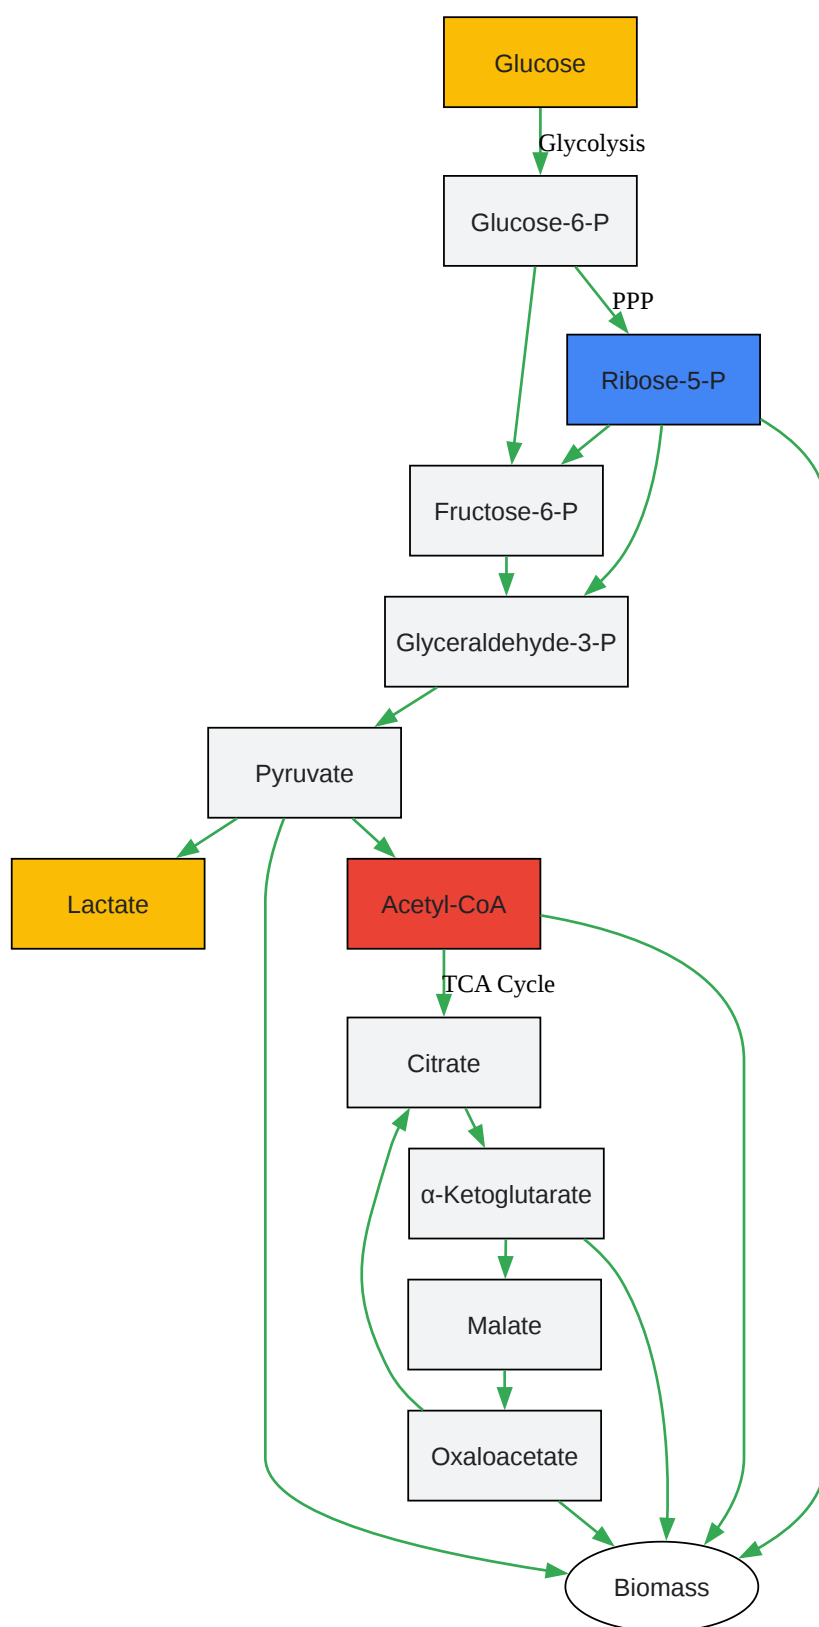 Glucose
Glycolysis
Glucose-6-P
PPP
Ribose-5-P
Fructose-6-P
Glyceraldehyde-3-P
Pyruvate
Lactate
Acetyl-CoA
TCA Cycle
Citrate
α-Ketoglutarate
Malate
Oxaloacetate
Biomass